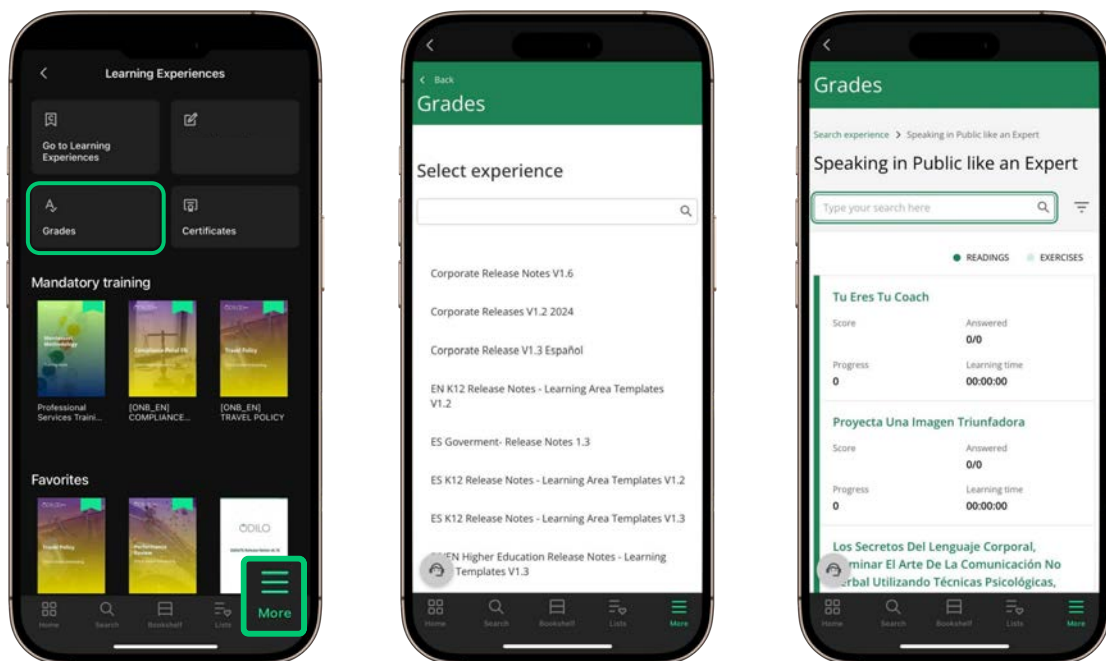 Learning Experiences
Go to Learning
Experiences
Grades
Certificates
Mandatory training
Professional
Services Traini...
[ONB_EN]
COMPLIANCE...
[ONB_EN]
TRAVEL POLICY
Favorites
Travel Policy
Performance
Review
ODILO
Home
Search
Bookshelf
Lists
More
Back
Grades
Select experience
Corporate Release Notes V1.6
Corporate Releases V1.2 2024
Corporate Release V1.3 Español
EN K12 Release Notes - Learning Area Templates
V1.2
ES Goverment- Release Notes 1.3
ES K12 Release Notes - Learning Area Templates V1.2
ES K12 Release Notes - Learning Area Templates V1.3
EN Higher Education Release Notes - Learning
Templates V1.3
Home
Search
Bookshelf
Lists
More
Grades
Search experience > Speaking in Public like an Expert
Speaking in Public like an Expert
Type your search here
READINGS
EXERCISES
Tu Eres Tu Coach
Score
Answered
0/0
Progress
Learning time
0
00:00:00
Proyecta Una Imagen Triunfadora
Score
Answered
0/0
Progress
Learning time
0
00:00:00
Los Secretos Del Lenguaje Corporal,
El Arte De La Comunicación No
Utilizando Técnicas Psicológicas,
Home
Search
Bookshelf
Lists
More